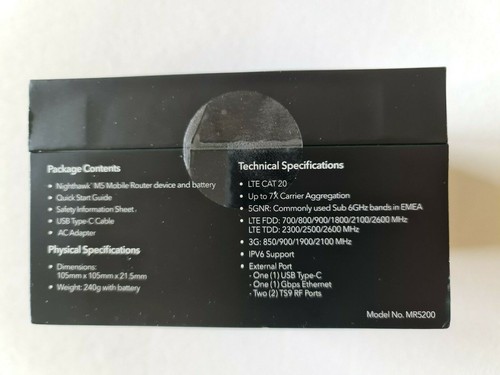 Package Contents
• Nighthawk® M5 Mobile Router device and battery
• Quick Start Guide
• Safety Information Sheet
• USB Type-C Cable
• AC Adapter
Physical Specifications
• Dimensions:
105mm x 105mm x 21.5mm
• Weight: 240g with battery
Technical Specifications
• LTE CAT 20
• Up to 7X Carrier Aggregation
• 5GNR: Commonly used Sub 6GHz bands in EMEA
• LTE FDD: 700/800/900/1800/2100/2600 MHz
LTE TDD: 2300/2500/2600 MHz
• 3G: 850/900/1900/2100 MHz
• IPV6 Support
• External Port
- One (1) USB Type-C
- One (1) Gbps Ethernet
- Two (2) TS9 RF Ports
Model No. MR5200